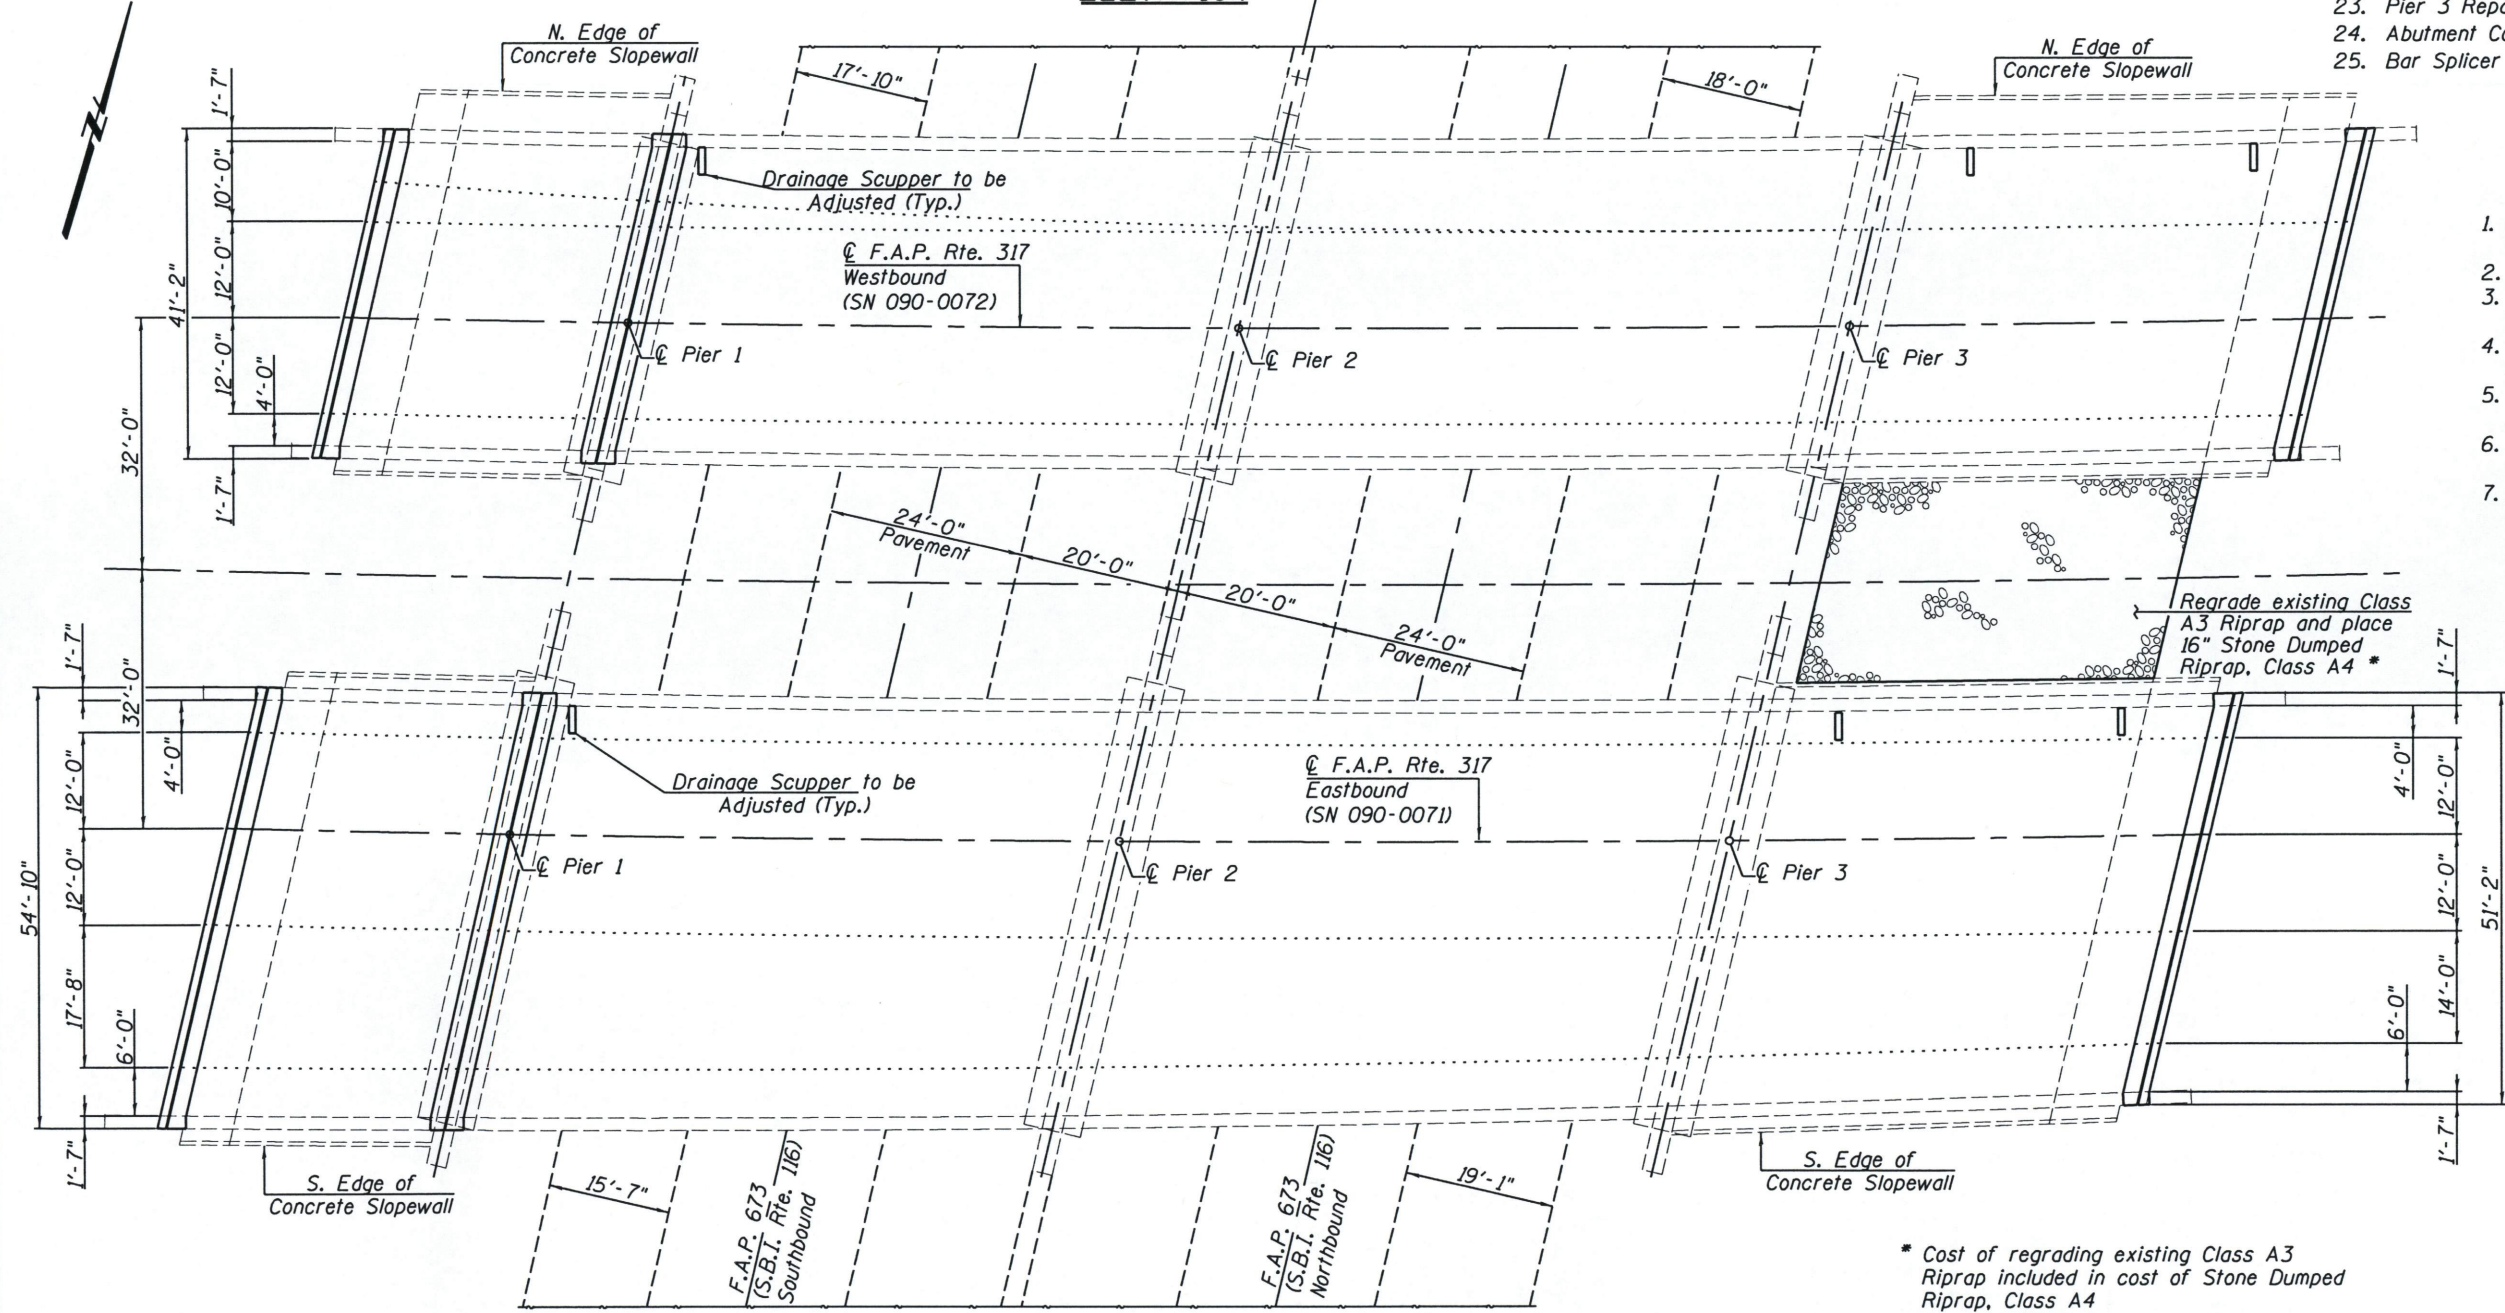 N. Edge of
Concrete Slopewall
17'-10"
18'-0"
N. Edge of
Concrete Slopewall
23. Pier 3
24. Abutment
25. Bar Splicer
1'-7"
10'-0"
12'-0"
12'-0"
4'-0"
1'-7"
41'-2"
32'-0"
Drainage Scupper to be
Adjusted (Typ.)
℄ F.A.P. Rte. 317
Westbound
(SN 090-0072)
℄ Pier 1
℄ Pier 2
℄ Pier 3
1.
2.
3.
4.
5.
6.
7.
24'-0"
Pavement
20'-0"
20'-0"
24'-0"
Pavement
Regrade existing Class
A3 Riprap and place
16" Stone Dumped
Riprap, Class A4 *
1'-7"
32'-0"
4'-0"
12'-0"
12'-0"
17'-8"
6'-0"
1'-7"
54'-10"
Drainage Scupper to be
Adjusted (Typ.)
℄ F.A.P. Rte. 317
Eastbound
(SN 090-0071)
℄ Pier 1
℄ Pier 2
℄ Pier 3
1'-7"
4'-0"
12'-0"
12'-0"
14'-0"
6'-0"
1'-7"
51'-2"
S. Edge of
Concrete Slopewall
15'-7"
F.A.P. 673
(S.B.I. Rte. 116)
Southbound
F.A.P. 673
(S.B.I. Rte. 116)
Northbound
19'-1"
S. Edge of
Concrete Slopewall
* Cost of regrading existing Class A3
Riprap included in cost of Stone Dumped
Riprap, Class A4